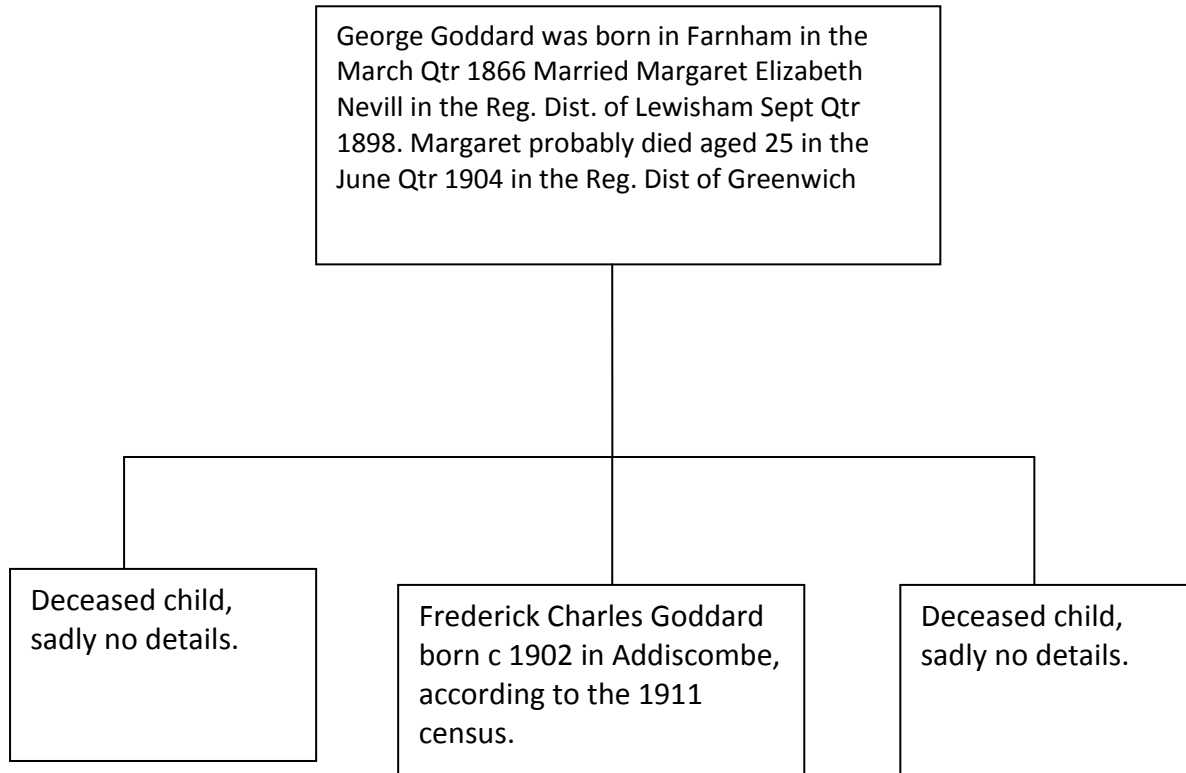 George Goddard was born in Farnham in the
March Qtr 1866 Married Margaret Elizabeth
Nevill in the Reg. Dist. of Lewisham Sept Qtr
1898. Margaret probably died aged 25 in the
June Qtr 1904 in the Reg. Dist of Greenwich
Deceased child,
sadly no details.
Frederick Charles Goddard
born c 1902 in Addiscombe,
according to the 1911
census.
Deceased child,
sadly no details.